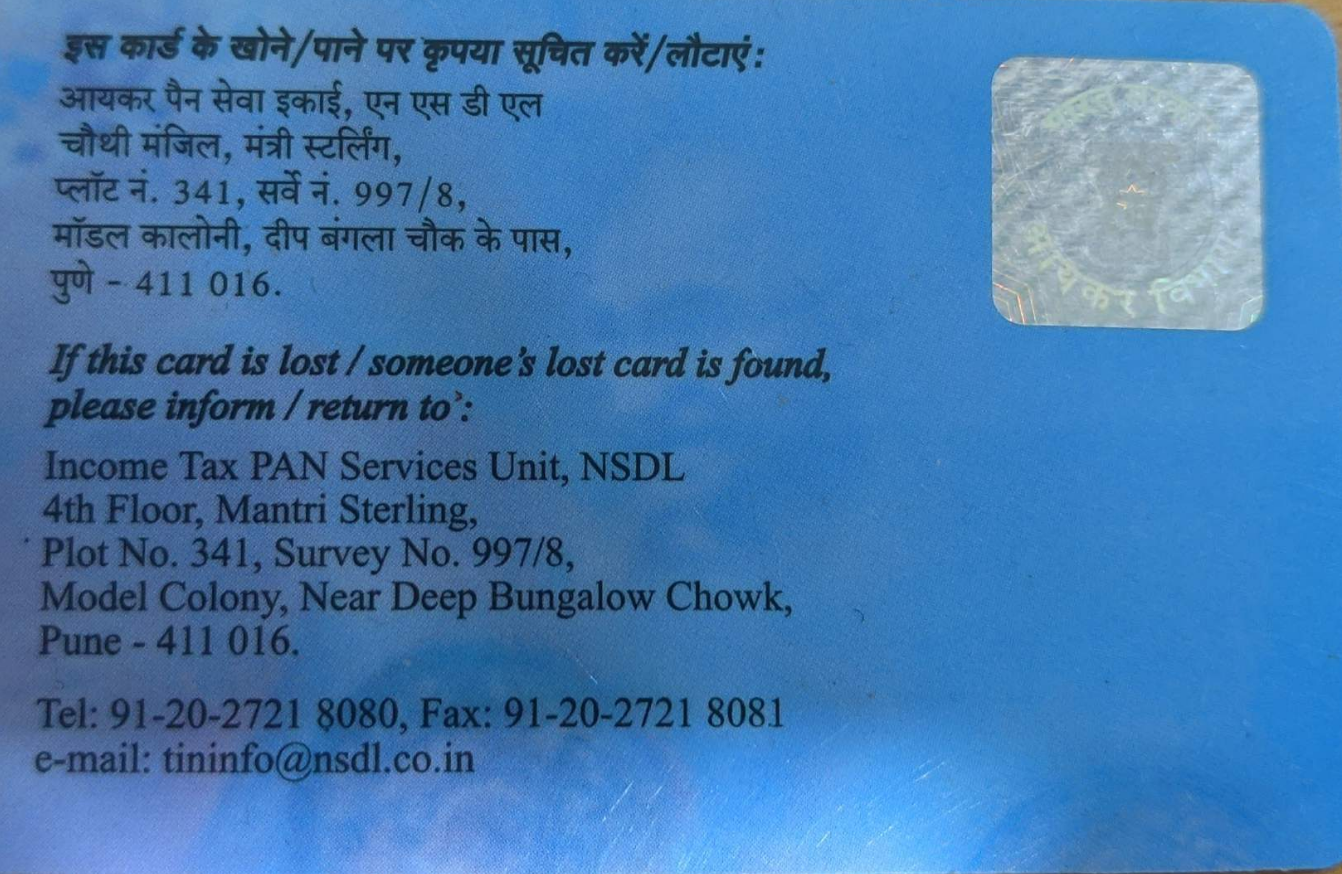 इस कार्ड के खोने/पाने पर कृपया सूचित करें/लौटाएं:
आयकर पैन सेवा इकाई, एन एस डी एल
चौथी मंजिल, मंत्री स्टर्लिंग,
प्लॉट नं. 341, सर्वे नं. 997/8,
मॉडल कालोनी, दीप बंगला चौक के पास,
पुणे - 411 016.
If this card is lost / someone's lost card is found,
please inform / return to :
Income Tax PAN Services Unit, NSDL
4th Floor, Mantri Sterling,
Plot No. 341, Survey No. 997/8,
Model Colony, Near Deep Bungalow Chowk,
Pune - 411 016.
Tel: 91-20-2721 8080, Fax: 91-20-2721 8081
e-mail: tininfo@nsdl.co.in
आयकर विभाग